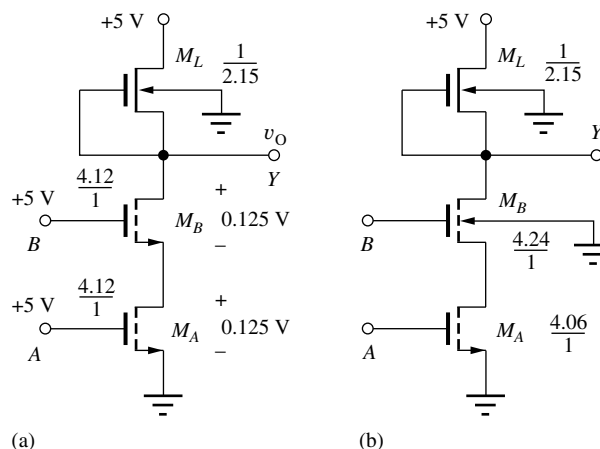 +5 V
M_L
1
2.15
v_O
Y
+5 V
4.12
1
B
M_B
+
0.125 V
–
+5 V
4.12
1
A
M_A
+
0.125 V
–
(a)
+5 V
M_L
1
2.15
Y
B
M_B
4.24
1
A
M_A
4.06
1
(b)